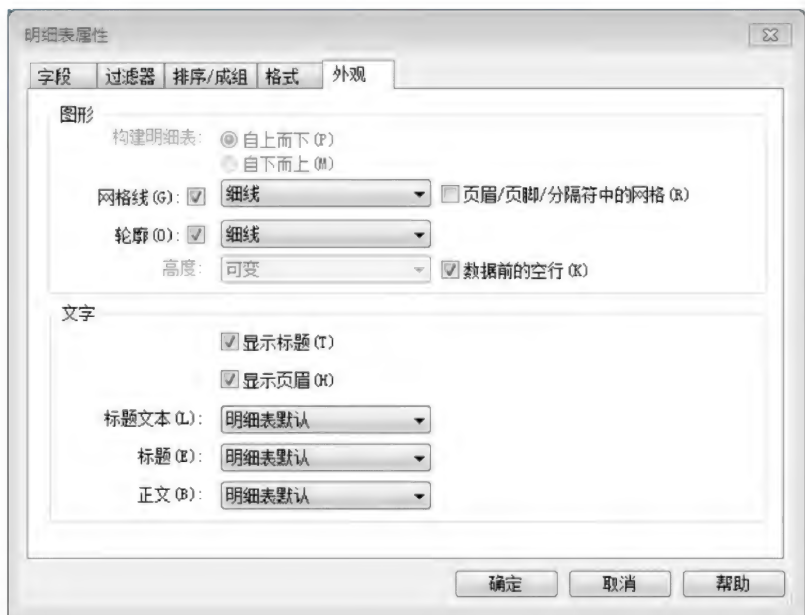 明细表属性
字段 过滤器 排序/成组 格式 外观
图形
构建明细表: 自上而下(P)
自下而上(M)
网格线(G): 细线 页眉/页脚/分隔符中的网格(R)
轮廓(O): 细线
高度: 可变 数据前的空行(K)
文字
显示标题(T)
显示页眉(H)
标题文本(L): 明细表默认
标题(E): 明细表默认
正文(B): 明细表默认
确定 取消 帮助